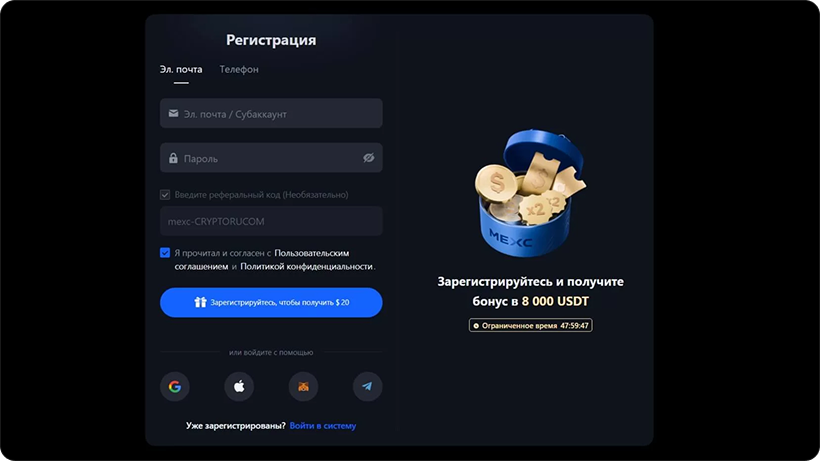 Регистрация
Эл. почта
Телефон
Эл. почта / Субаккаунт
Пароль
Введите реферальный код (Необязательно)
mexc-CRYPTORUCOM
Я прочитал и согласен с Пользовательским
соглашением и Политикой конфиденциальности.
Зарегистрируйтесь, чтобы получить $ 20
или войдите с помощью
Уже зарегистрированы? Войти в систему
$
x2
x2
MEXC
Зарегистрируйтесь и получите
бонус в 8 000 USDT
Ограниченное время 47:59:47